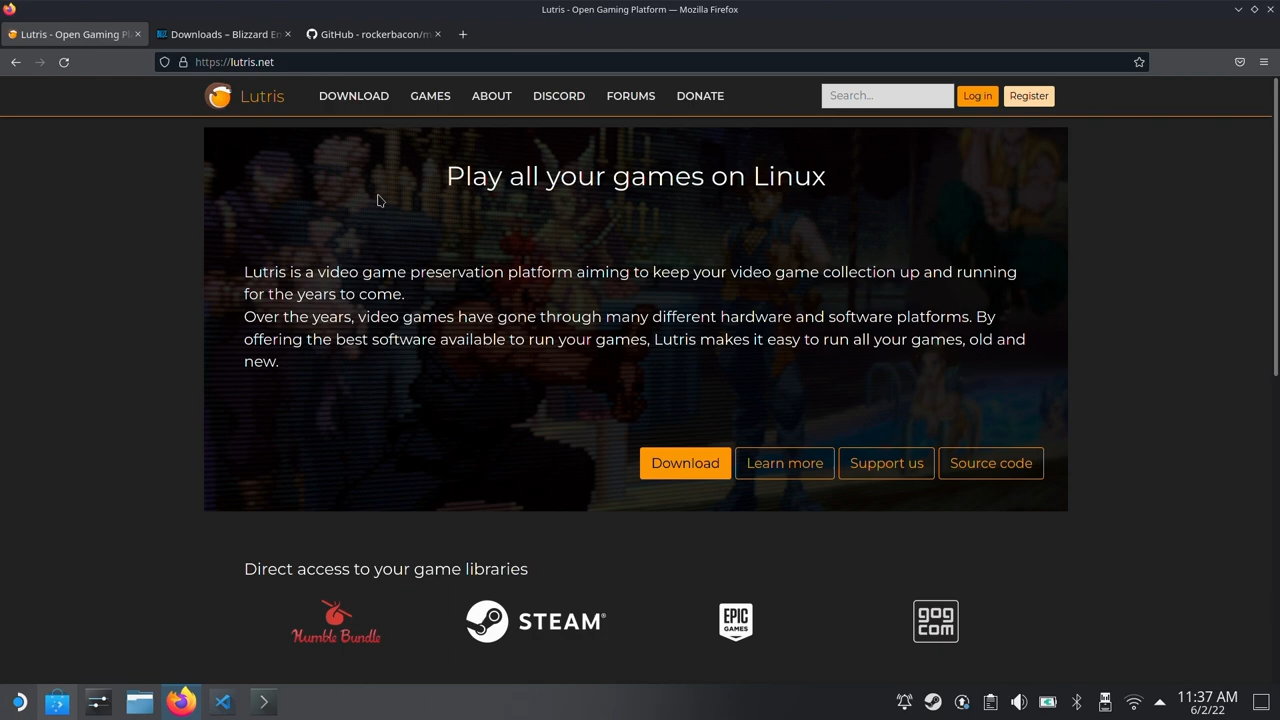 Lutris - Open Gaming Platform — Mozilla Firefox
Lutris - Open Gaming Pl
Downloads – Blizzard En
GitHub - rockerbacon/m
https://lutris.net
Lutris
DOWNLOAD GAMES ABOUT DISCORD FORUMS DONATE
Search...
Log in
Register
Play all your games on Linux
Lutris is a video game preservation platform aiming to keep your video game collection up and running
for the years to come.
Over the years, video games have gone through many different hardware and software platforms. By
offering the best software available to run your games, Lutris makes it easy to run all your games, old and
new.
Download Learn more Support us Source code
Direct access to your game libraries
Humble Bundle
STEAM®
EPIC
GAMES
GOG
COM
11:37 AM
6/2/22